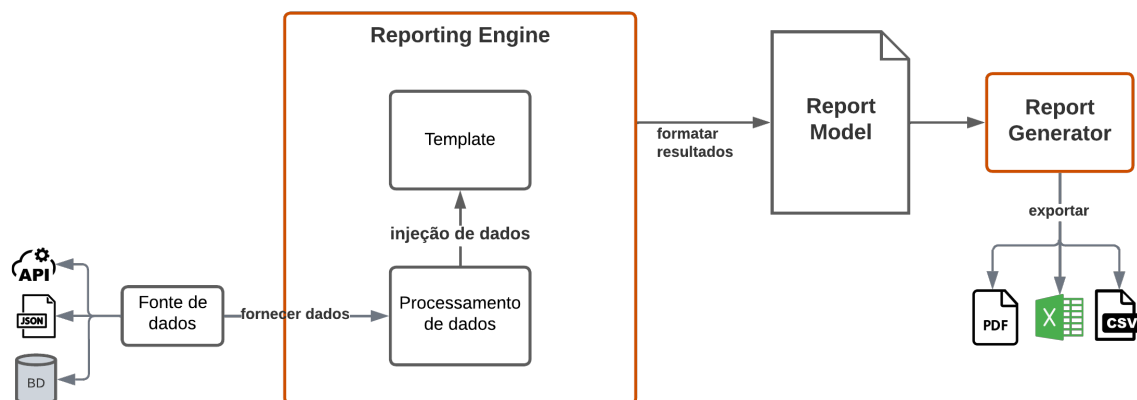 Reporting Engine
Template
injeção de dados
Processamento
de dados
API
JSON
BD
Fonte de
dados
fornecer dados
formatar
resultados
Report
Model
Report
Generator
exportar
PDF
X
CSV